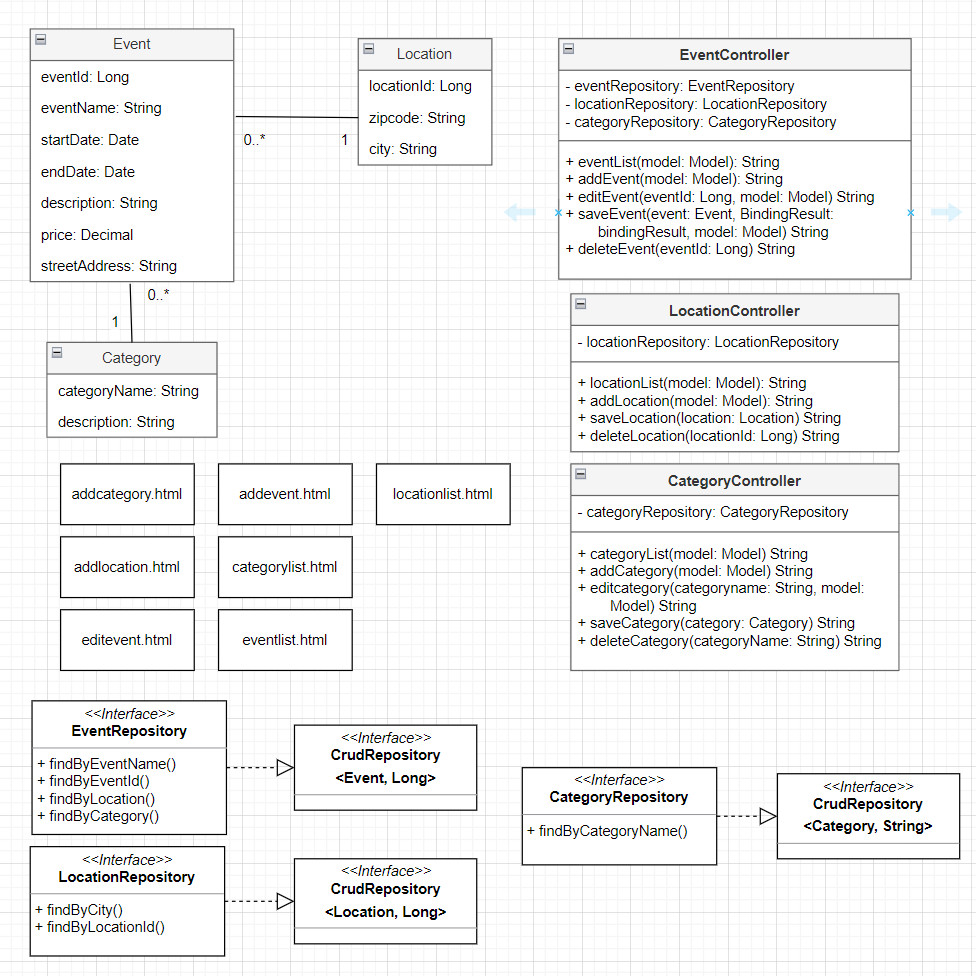 Event
eventId: Long
eventName: String
startDate: Date
endDate: Date
description: String
price: Decimal
streetAddress: String
0..*
1
Location
locationId: Long
zipcode: String
city: String
0..*
1
Category
categoryName: String
description: String
EventController
- eventRepository: EventRepository
- locationRepository: LocationRepository
- categoryRepository: CategoryRepository
+ eventList(model: Model): String
+ addEvent(model: Model): String
+ editEvent(eventId: Long, model: Model) String
+ saveEvent(event: Event, BindingResult:
bindingResult, model: Model) String
+ deleteEvent(eventId: Long) String
LocationController
- locationRepository: LocationRepository
+ locationList(model: Model): String
+ addLocation(model: Model): String
+ saveLocation(location: Location) String
+ deleteLocation(locationId: Long) String
CategoryController
- categoryRepository: CategoryRepository
+ categoryList(model: Model) String
+ addCategory(model: Model) String
+ editcategory(categoryname: String, model:
Model) String
+ saveCategory(category: Category) String
+ deleteCategory(categoryName: String) String
addcategory.html
addevent.html
locationlist.html
addlocation.html
categorylist.html
editevent.html
eventlist.html
<<Interface>>
EventRepository
+ findByEventName()
+ findByEventId()
+ findByLocation()
+ findByCategory()
<<Interface>>
CrudRepository
<Event, Long>
<<Interface>>
LocationRepository
+ findByCity()
+ findByLocationId()
<<Interface>>
CrudRepository
<Location, Long>
<<Interface>>
CategoryRepository
+ findByCategoryName()
<<Interface>>
CrudRepository
<Category, String>